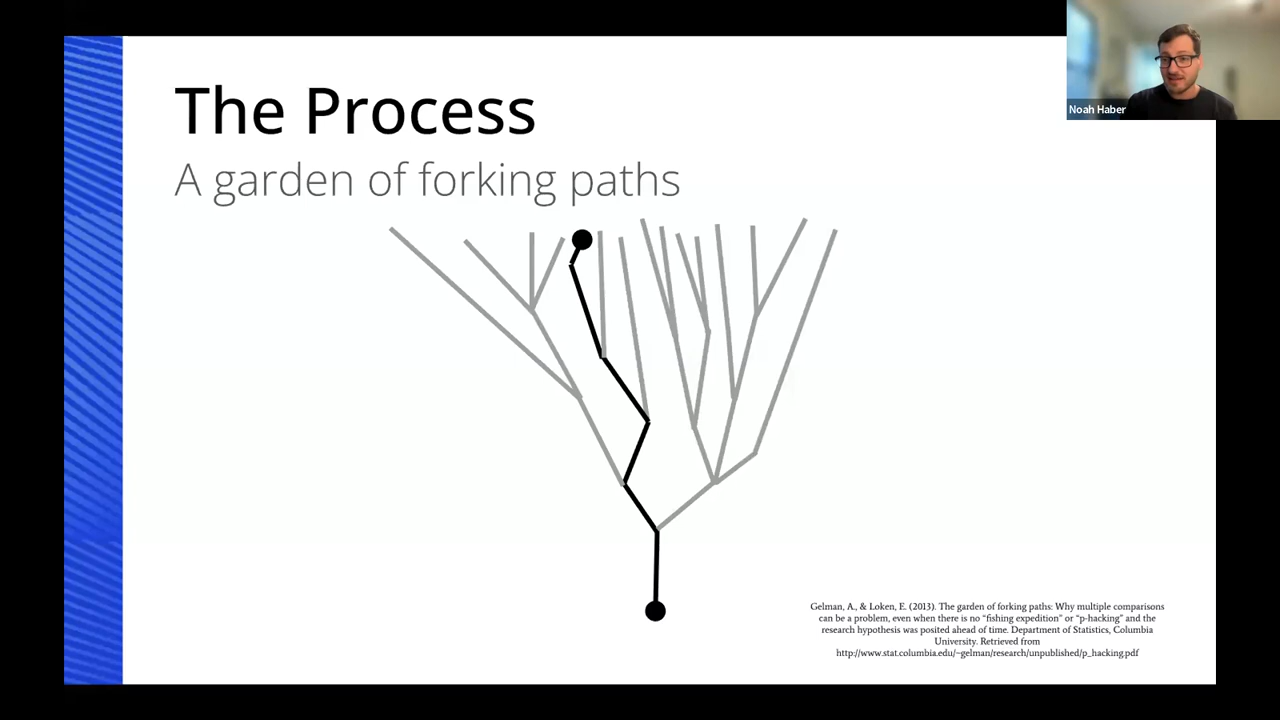 The Process
A garden of forking paths
Noah Haber
Gelman, A., & Loken, E. (2013). The garden of forking paths: Why multiple comparisons
can be a problem, even when there is no “fishing expedition” or “p-hacking” and the
research hypothesis was posited ahead of time. Department of Statistics, Columbia
University. Retrieved from
http://www.stat.columbia.edu/~gelman/research/unpublished/p_hacking.pdf